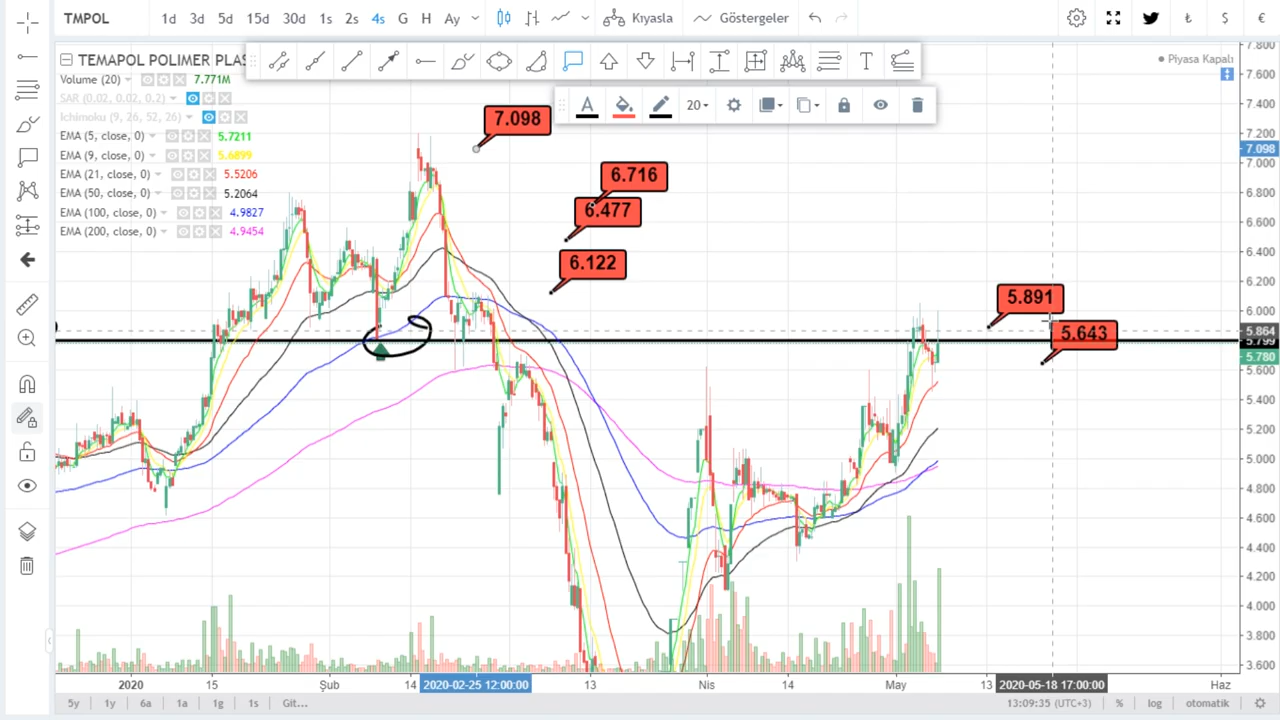 TMPOL 1d 3d 5d 15d 30d 1s 2s 4s G H Ay Kıyasla Göstergeler ₺ $ €
TEMAPOL POLIMER PLAS
Piyasa Kapalı
Volume (20) 7.771M
SAR (0.02, 0.02, 0.2)
Ichimoku (9, 26, 52, 26)
EMA (5, close, 0) 5.7211
EMA (9, close, 0) 5.6899
EMA (21, close, 0) 5.5206
EMA (50, close, 0) 5.2064
EMA (100, close, 0) 4.9827
EMA (200, close, 0) 4.9454
T
A 20
7.098
6.716
6.477
6.122
5.891
5.643
7.800
7.600
7.400
7.200
7.098
7.000
6.800
6.600
6.400
6.200
6.000
5.864
5.799
5.780
5.600
5.400
5.200
5.000
4.800
4.600
4.400
4.200
4.000
3.800
3.600
2020 15 Şub 14 2020-02-25 12:00:00 13 Nis 14 May 13 2020-05-18 17:00:00 Haz
5y 1y 6a 1a 1g 1s Git... 13:09:35 (UTC+3) % log otomatik